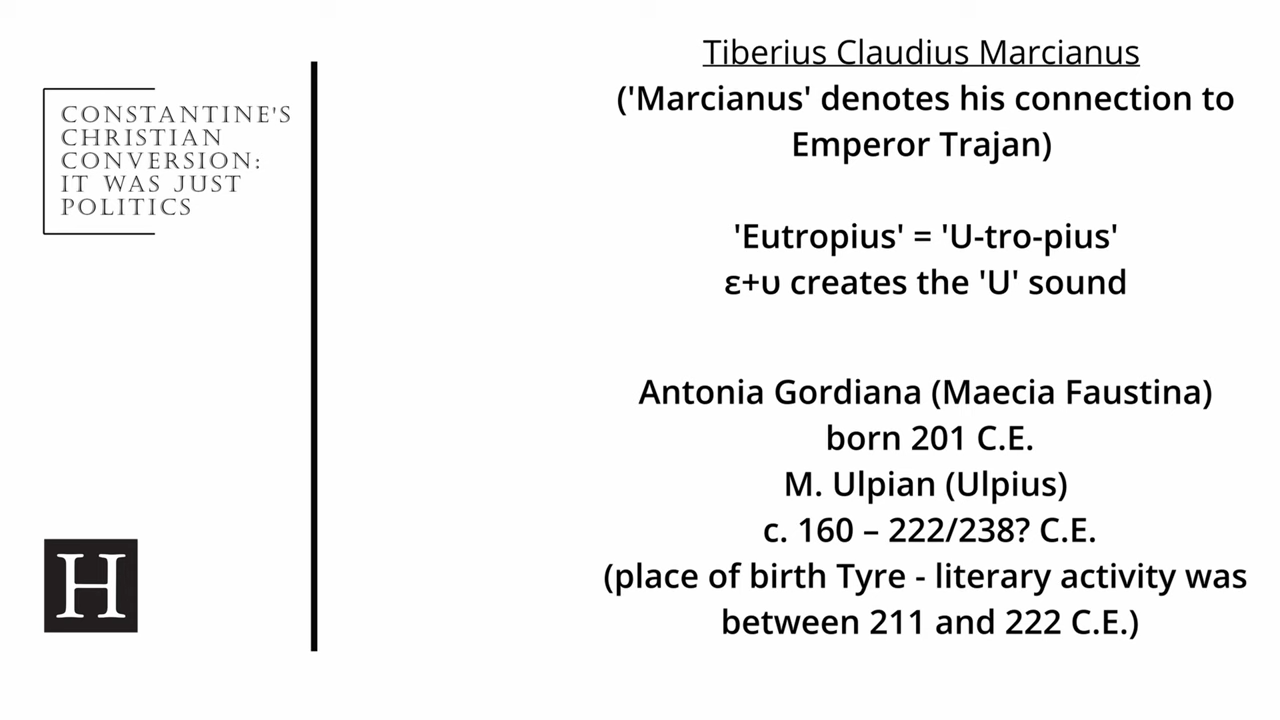 CONSTANTINE'S
CHRISTIAN
CONVERSION:
IT WAS JUST
POLITICS
H
Tiberius Claudius Marcianus
('Marcianus' denotes his connection to
Emperor Trajan)
'Eutropius' = 'U-tro-pius'
ε+υ creates the 'U' sound
Antonia Gordiana (Maecia Faustina)
born 201 C.E.
M. Ulpian (Ulpius)
c. 160 – 222/238? C.E.
(place of birth Tyre - literary activity was
between 211 and 222 C.E.)